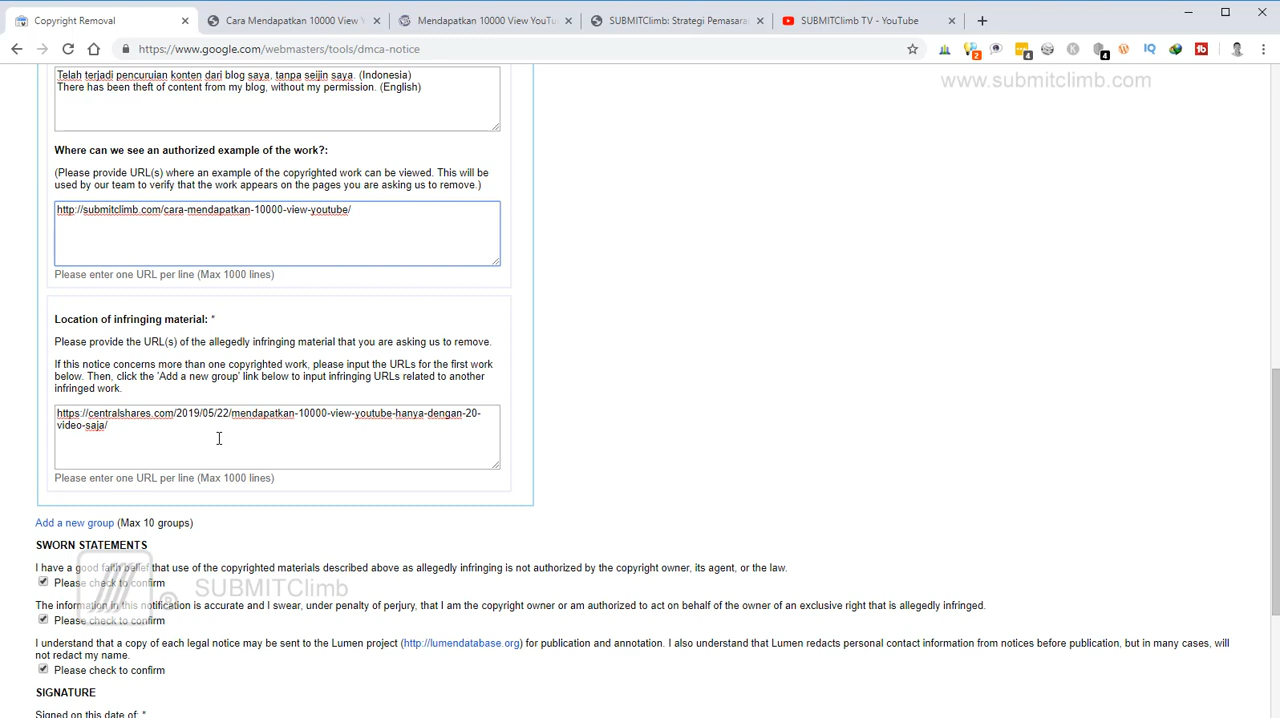 Copyright Removal
Cara Mendapatkan 10000 View Y
Mendapatkan 10000 View YouTu
SUBMITClimb: Strategi Pemasara
SUBMITClimb TV - YouTube
https://www.google.com/webmasters/tools/dmca-notice
www.submitclimb.com
Telah terjadi pencuruian konten dari blog saya, tanpa seijin saya. (Indonesia)
There has been theft of content from my blog, without my permission. (English)
Where can we see an authorized example of the work?:
(Please provide URL(s) where an example of the copyrighted work can be viewed. This will be
used by our team to verify that the work appears on the pages you are asking us to remove.)
http://submitclimb.com/cara-mendapatkan-10000-view-youtube/
Please enter one URL per line (Max 1000 lines)
Location of infringing material: *
Please provide the URL(s) of the allegedly infringing material that you are asking us to remove.
If this notice concerns more than one copyrighted work, please input the URLs for the first work
below. Then, click the 'Add a new group' link below to input infringing URLs related to another
infringed work.
https://centralshares.com/2019/05/22/mendapatkan-10000-view-youtube-hanya-dengan-20-
video-saja/
Please enter one URL per line (Max 1000 lines)
Add a new group (Max 10 groups)
SWORN STATEMENTS
I have a good faith belief that use of the copyrighted materials described above as allegedly infringing is not authorized by the copyright owner, its agent, or the law.
Please check to confirm
SUBMITClimb
The information in this notification is accurate and I swear, under penalty of perjury, that I am the copyright owner or am authorized to act on behalf of the owner of an exclusive right that is allegedly infringed.
Please check to confirm
I understand that a copy of each legal notice may be sent to the Lumen project (http://lumendatabase.org) for publication and annotation. I also understand that Lumen redacts personal contact information from notices before publication, but in many cases, will
not redact my name.
Please check to confirm
SIGNATURE
Signed on this date of: *